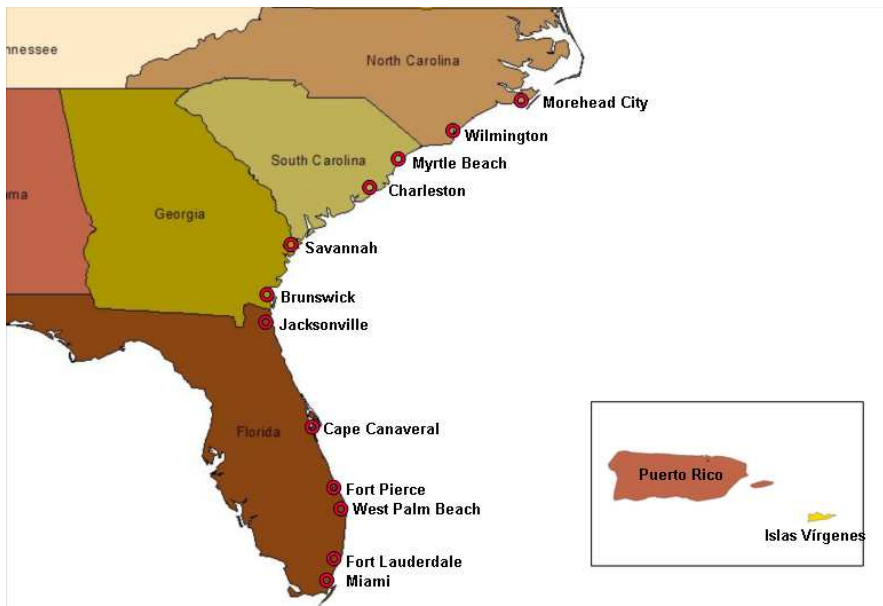 nnessee
North Carolina
Morehead City
Wilmington
Myrtle Beach
South Carolina
Charleston
ma
Georgia
Savannah
Brunswick
Jacksonville
Florida
Cape Canaveral
Fort Pierce
West Palm Beach
Fort Lauderdale
Miami
Puerto Rico
Islas Vírgenes